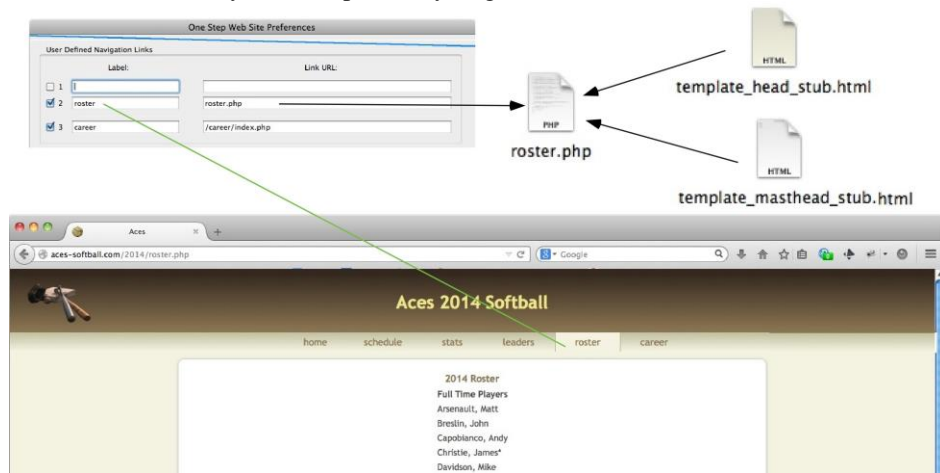 One Step Web Site Preferences
User Defined Navigation Links
Label: Link URL:
1
2 roster roster.php
3 career /career/index.php
HTML
template_head_stub.html
PHP
roster.php
HTML
template_masthead_stub.html
Aces
aces-softball.com/2014/roster.php
Google
Aces 2014 Softball
home schedule stats leaders roster career
2014 Roster
Full Time Players
Arsenault, Matt
Breslin, John
Capobianco, Andy
Christie, James*
Davidson, Mike